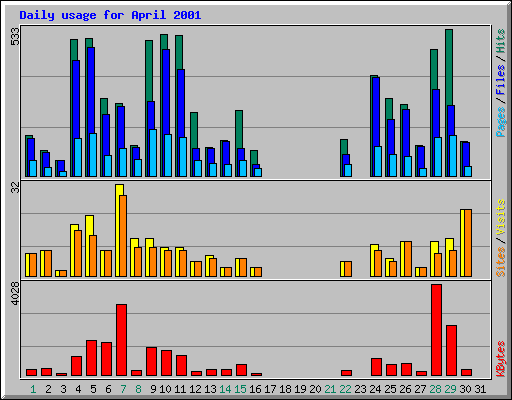 Daily usage for April 2001
533
Pages / Files / Hits
32
Sites / Visits
4028
KBytes
1 2 3 4 5 6 7 8 9 10 11 12 13 14 15 16 17 18 19 20 21 22 23 24 25 26 27 28 29 30 31